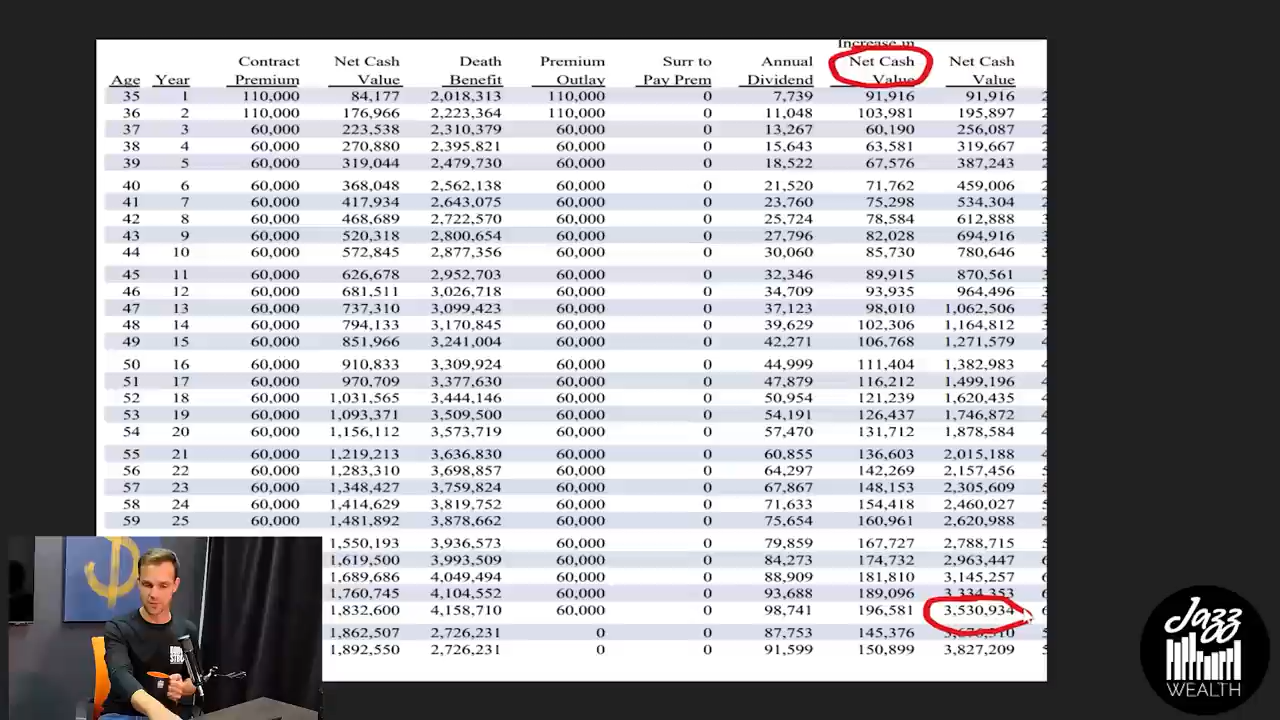 Increase in
Contract Net Cash Death Premium Surr to Annual Net Cash Net Cash
Age Year Premium Value Benefit Outlay Pay Prem Dividend Value Value
35 1 110,000 84,177 2,018,313 110,000 0 7,739 91,916 91,916
36 2 110,000 176,966 2,223,364 110,000 0 11,048 103,981 195,897
37 3 60,000 223,538 2,310,379 60,000 0 13,267 60,190 256,087
38 4 60,000 270,880 2,395,821 60,000 0 15,643 63,581 319,667
39 5 60,000 319,044 2,479,730 60,000 0 18,522 67,576 387,243
40 6 60,000 368,048 2,562,138 60,000 0 21,520 71,762 459,006
41 7 60,000 417,934 2,643,075 60,000 0 23,760 75,298 534,304
42 8 60,000 468,689 2,722,570 60,000 0 25,724 78,584 612,888
43 9 60,000 520,318 2,800,654 60,000 0 27,796 82,028 694,916
44 10 60,000 572,845 2,877,356 60,000 0 30,060 85,730 780,646
45 11 60,000 626,678 2,952,703 60,000 0 32,346 89,915 870,561
46 12 60,000 681,511 3,026,718 60,000 0 34,709 93,935 964,496
47 13 60,000 737,310 3,099,423 60,000 0 37,123 98,010 1,062,506
48 14 60,000 794,133 3,170,845 60,000 0 39,629 102,306 1,164,812
49 15 60,000 851,966 3,241,004 60,000 0 42,271 106,768 1,271,579
50 16 60,000 910,833 3,309,924 60,000 0 44,999 111,404 1,382,983
51 17 60,000 970,709 3,377,630 60,000 0 47,879 116,212 1,499,196
52 18 60,000 1,031,565 3,444,146 60,000 0 50,954 121,239 1,620,435
53 19 60,000 1,093,371 3,509,500 60,000 0 54,191 126,437 1,746,872
54 20 60,000 1,156,112 3,573,719 60,000 0 57,470 131,712 1,878,584
55 21 60,000 1,219,213 3,636,830 60,000 0 60,855 136,603 2,015,188
56 22 60,000 1,283,310 3,698,857 60,000 0 64,297 142,269 2,157,456
57 23 60,000 1,348,427 3,759,824 60,000 0 67,867 148,153 2,305,609
58 24 60,000 1,414,629 3,819,752 60,000 0 71,633 154,418 2,460,027
59 25 60,000 1,481,892 3,878,662 60,000 0 75,654 160,961 2,620,988
1,550,193 3,936,573 60,000 0 79,859 167,727 2,788,715
1,619,500 3,993,509 60,000 0 84,273 174,732 2,963,447
1,689,686 4,049,494 60,000 0 88,909 181,810 3,145,257
1,760,745 4,104,552 60,000 0 93,688 189,096 3,334,353
1,832,600 4,158,710 60,000 0 98,741 196,581 3,530,934
1,862,507 2,726,231 0 0 87,753 145,376
1,892,550 2,726,231 0 0 91,599 150,899 3,827,209
Jazz
WEALTH